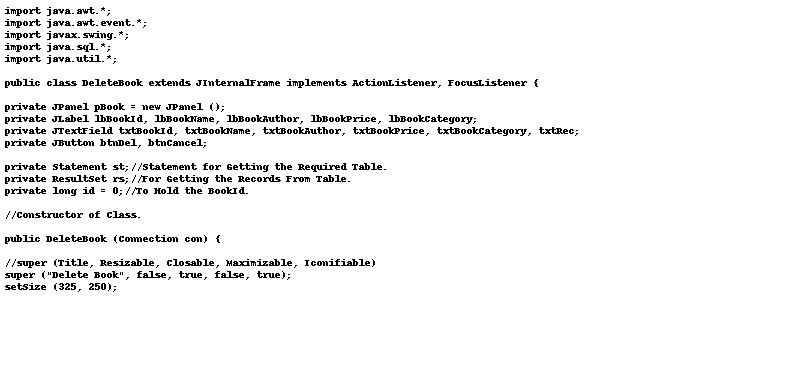 import java.awt.*;
import java.awt.event.*;
import javax.swing.*;
import java.sql.*;
import java.util.*;
public class DeleteBook extends JInternalFrame implements ActionListener, FocusListener {
private JPanel pBook = new JPanel ();
private JLabel lbBookId, lbBookName, lbBookAuthor, lbBookPrice, lbBookCategory;
private JTextField txtBookId, txtBookName, txtBookAuthor, txtBookPrice, txtBookCategory, txtRec;
private JButton btnDel, btnCancel;
private Statement st;//Statement for Getting the Required Table.
private ResultSet rs;//For Getting the Records From Table.
private long id = 0;//To Hold the BookId.
//Constructor of Class.
public DeleteBook (Connection con) {
//super (Title, Resizable, Closable, Maximizable, Iconifiable)
super ("Delete Book", false, true, false, true);
setSize (325, 250);